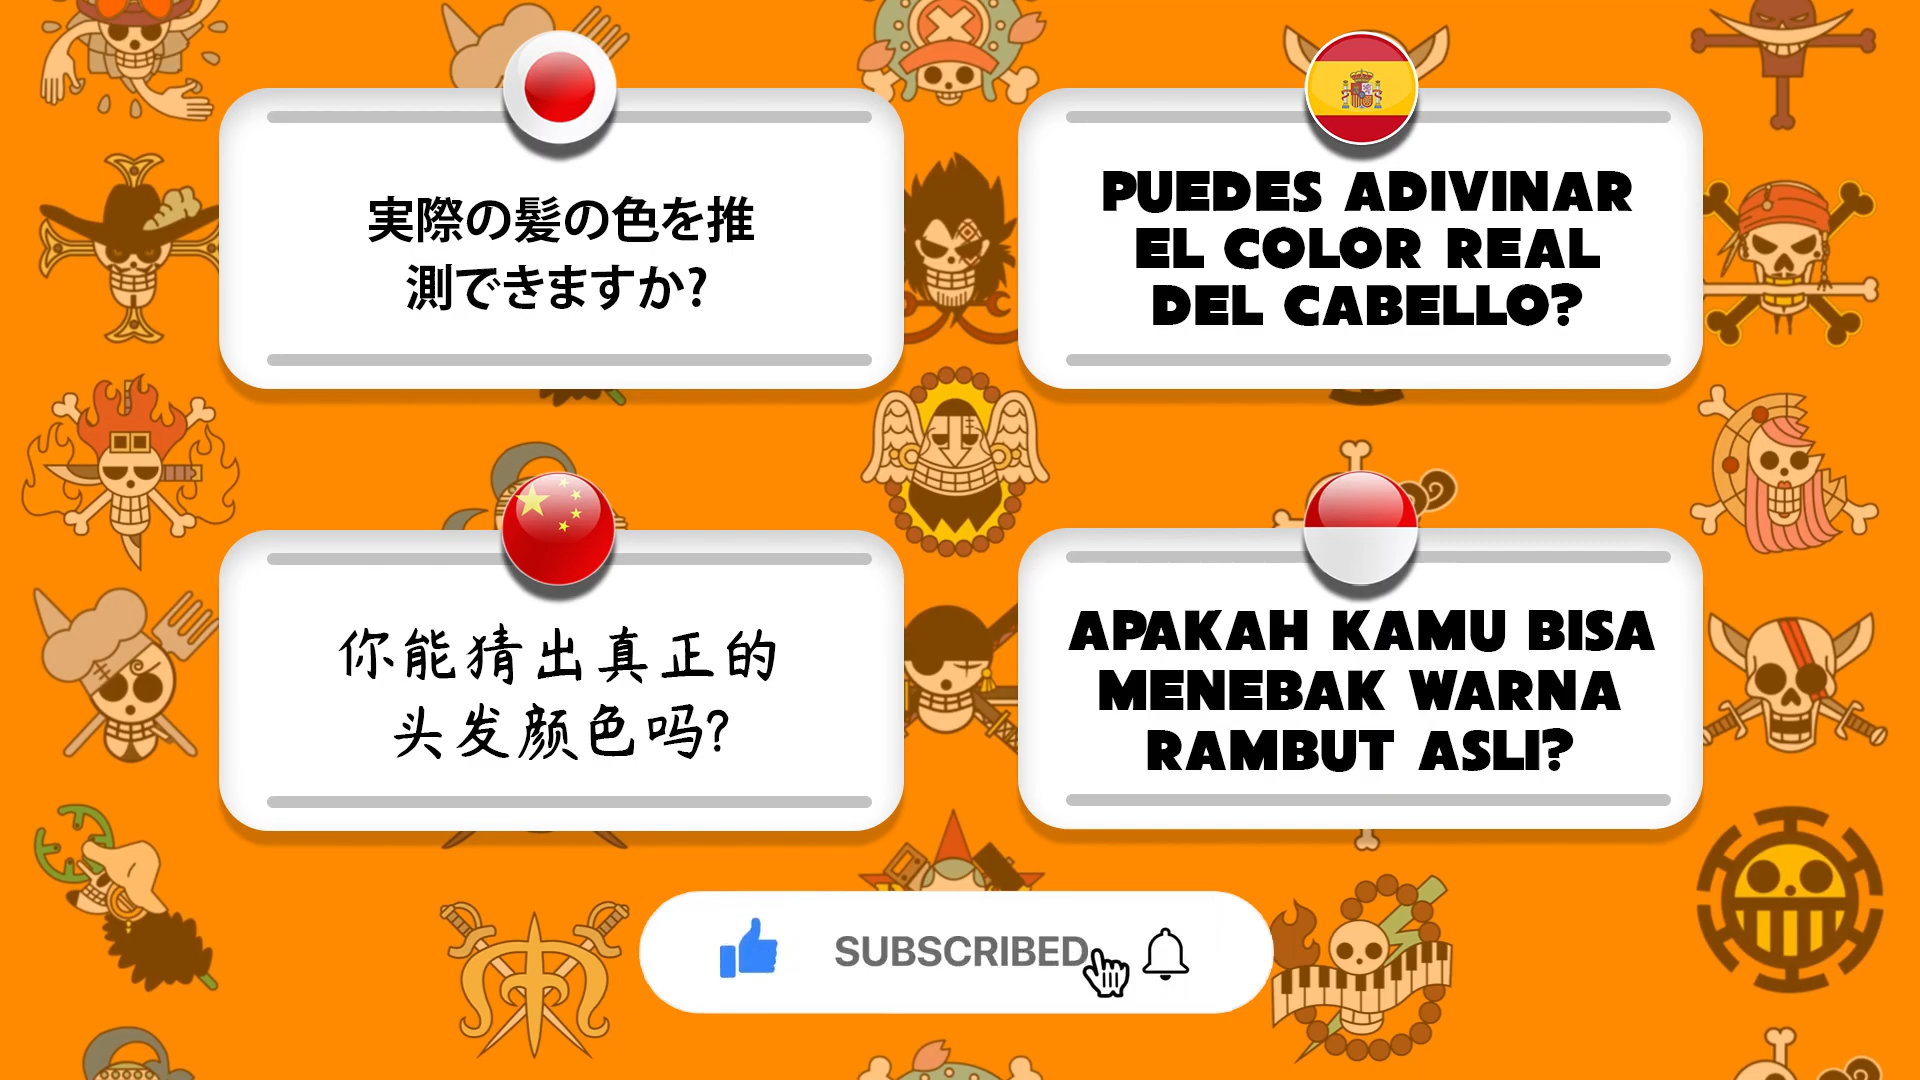 実際の髪の色を推
測できますか?
PUEDES ADIVINAR
EL COLOR REAL
DEL CABELLO?
你能猜出真正的
头发颜色吗?
APAKAH KAMU BISA
MENEBAK WARNA
RAMBUT ASLI?
SUBSCRIBED